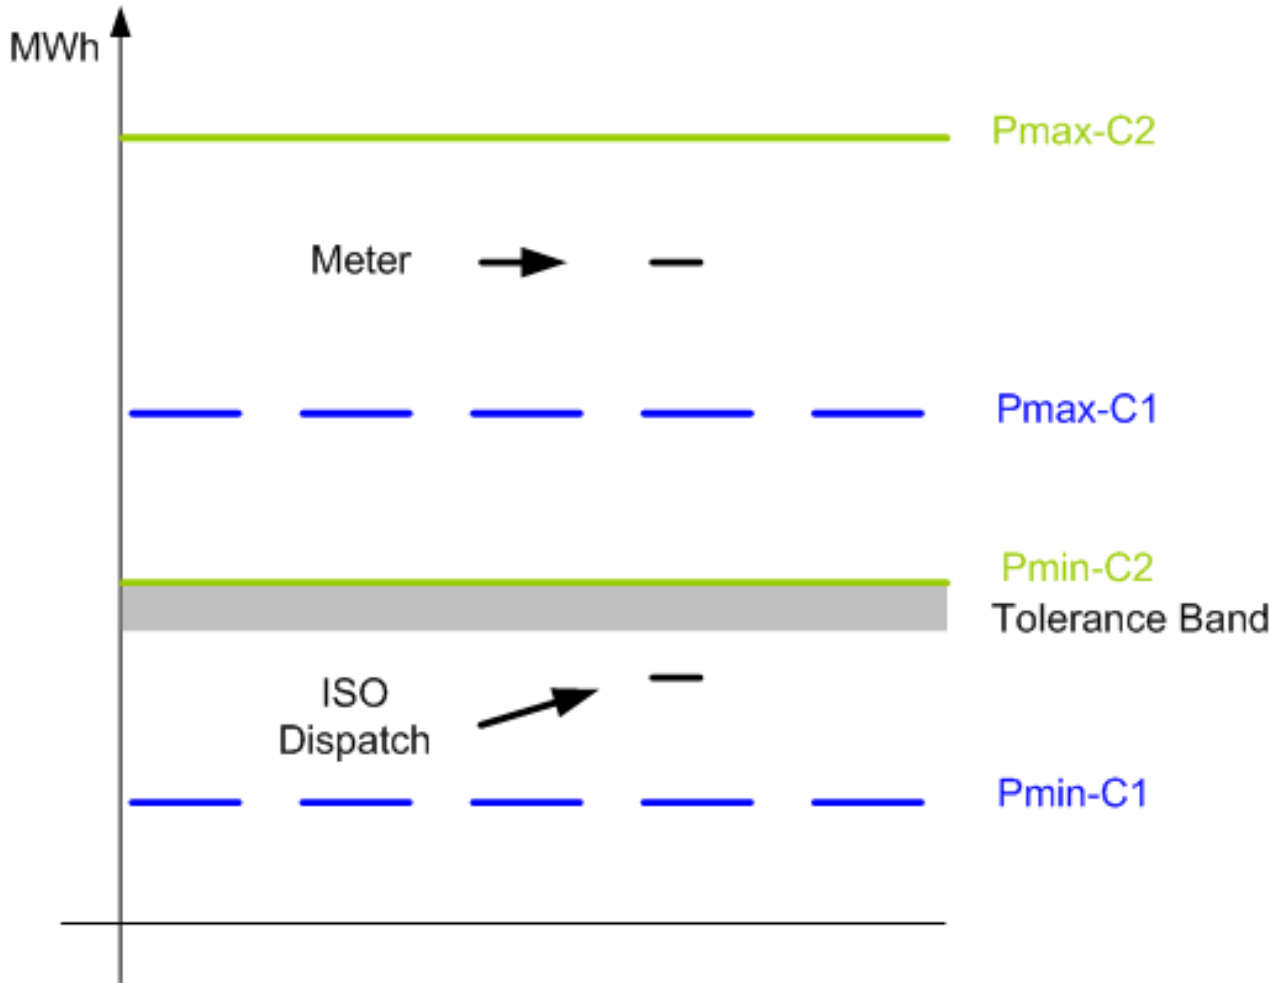 MWh
Pmax-C2
Meter
Pmax-C1
Pmin-C2
Tolerance Band
ISO
Dispatch
Pmin-C1